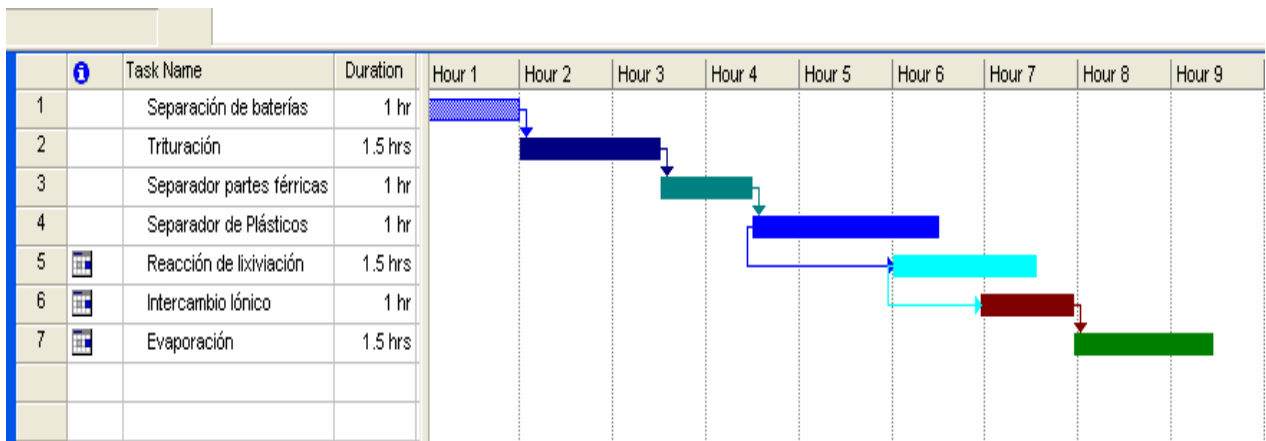 Task Name Duration Hour 1 Hour 2 Hour 3 Hour 4 Hour 5 Hour 6 Hour 7 Hour 8 Hour 9
1 Separación de baterías 1 hr
2 Trituración 1.5 hrs
3 Separador partes férricas 1 hr
4 Separador de Plásticos 1 hr
5 Reacción de lixiviación 1.5 hrs
6 Intercambio Iónico 1 hr
7 Evaporación 1.5 hrs